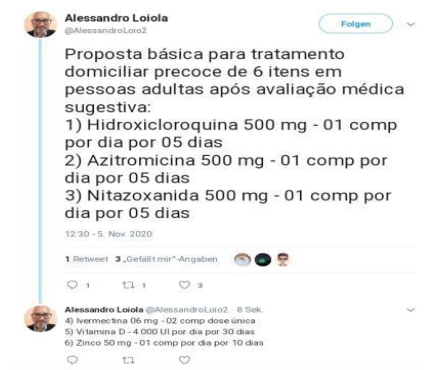 Alessandro Loiola
Folgen
@AlessandroLoio2
Proposta básica para tratamento
domiciliar precoce de 6 itens em
pessoas adultas após avaliação médica
sugestiva:
1) Hidroxicloroquina 500 mg - 01 comp
por dia por 05 dias
2) Azitromicina 500 mg - 01 comp por
dia por 05 dias
3) Nitazoxanida 500 mg - 01 comp por
dia por 05 dias
12:30 - 5. Nov. 2020
1 Retweet 3 „Gefällt mir“-Angaben
1 1 3
Alessandro Loiola @AlessandroLoio2 · 8 Sek.
4) Ivermectina 06 mg - 02 comp dose única
5) Vitamina D - 4.000 UI por dia por 30 dias
6) Zinco 50 mg - 01 comp por dia por 10 dias